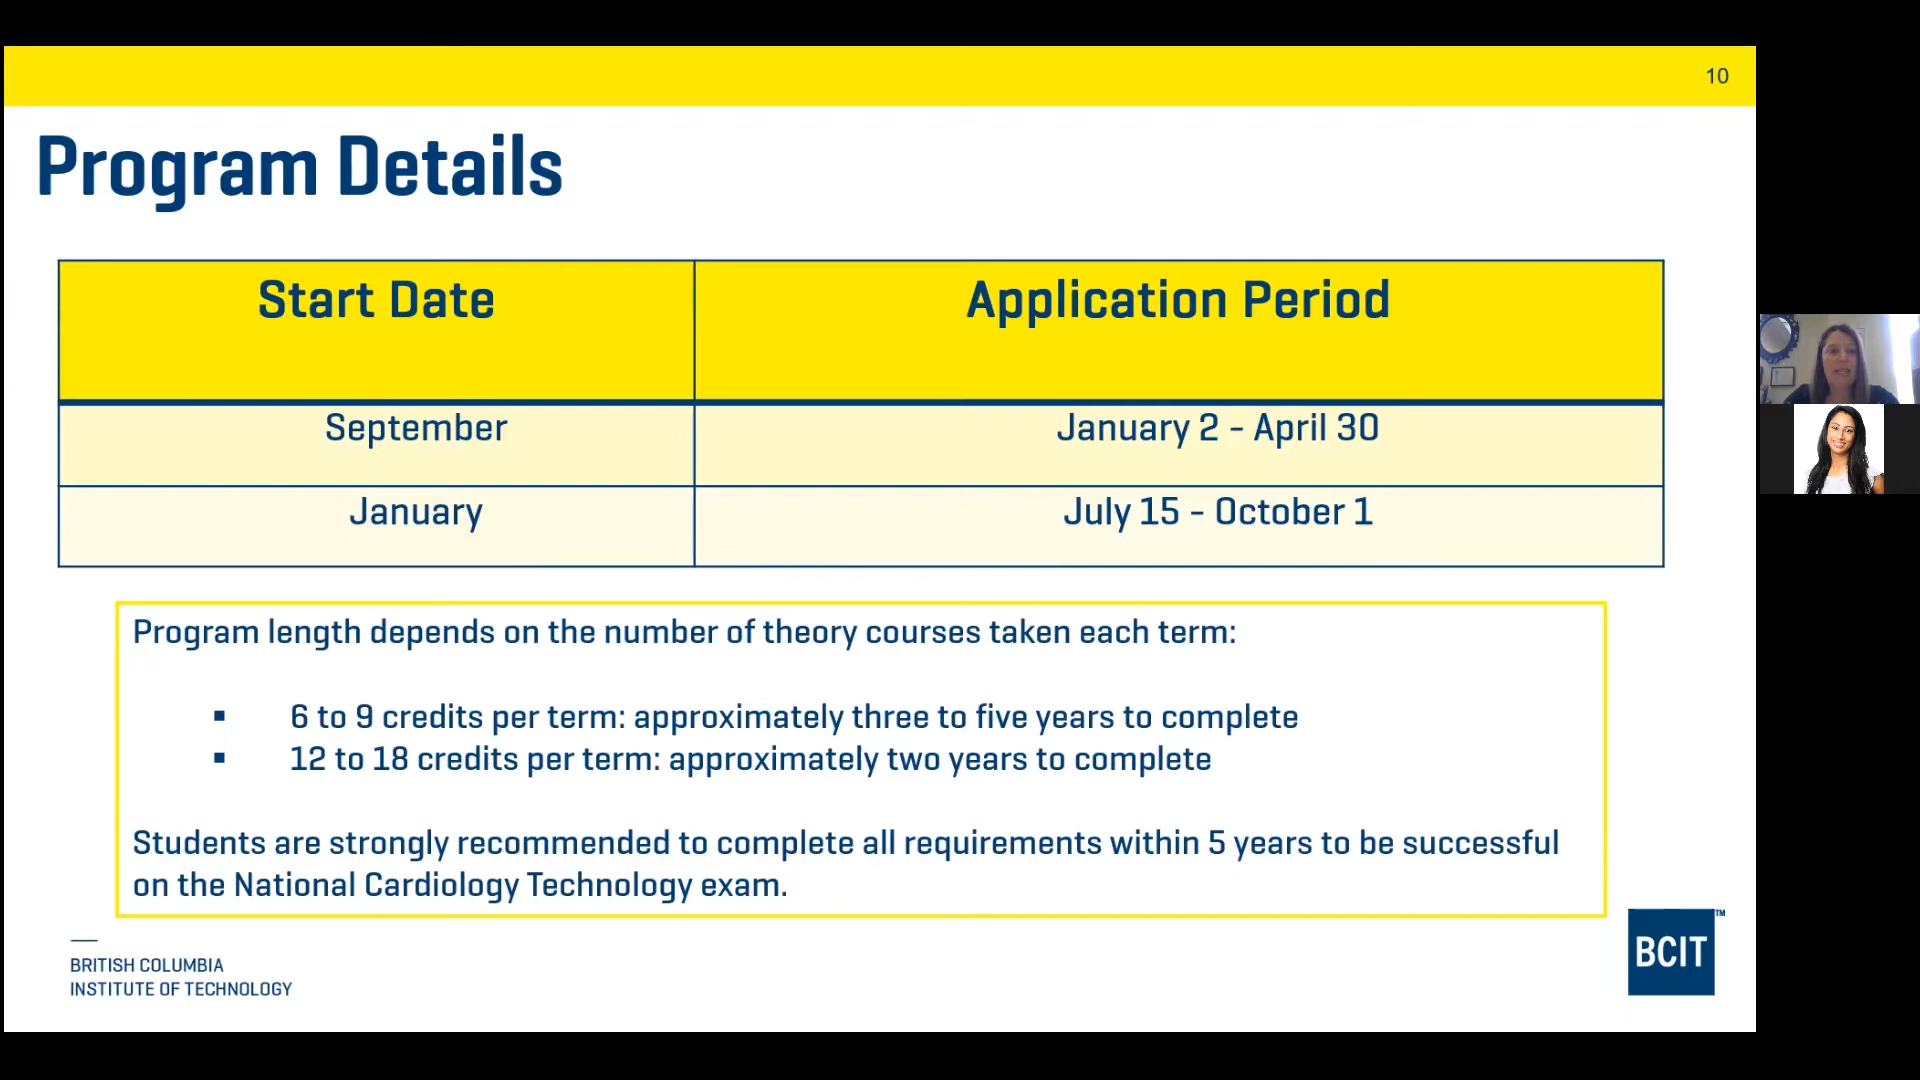 10
Program Details
Start Date
Application Period
September
January 2 - April 30
January
July 15 - October 1
Program length depends on the number of theory courses taken each term:
▪ 6 to 9 credits per term: approximately three to five years to complete
▪ 12 to 18 credits per term: approximately two years to complete
Students are strongly recommended to complete all requirements within 5 years to be successful
on the National Cardiology Technology exam.
BRITISH COLUMBIA
INSTITUTE OF TECHNOLOGY
BCIT™